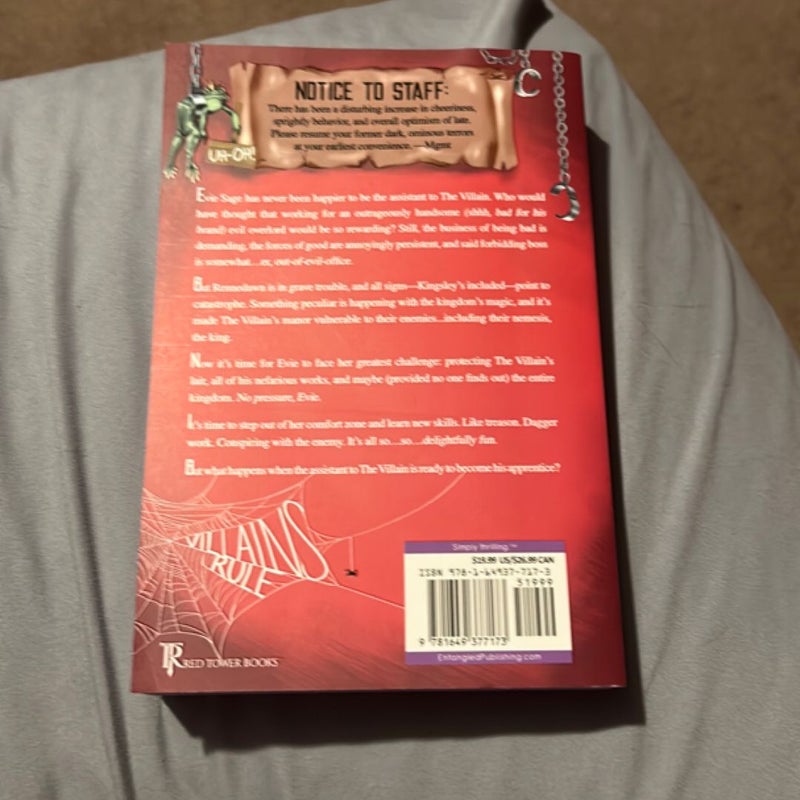 NOTICE TO STAFF:
There has been a disturbing increase in cheeriness,
sprightly behavior, and overall optimism of late.
Please resume your former dark, ominous terrors
at your earliest convenience. —Mgmt
UH-OH!
Evie Sage has never been happier to be the assistant to The Villain. Who would
have thought that working for an outrageously handsome (shhh, bad for his
brand) evil overlord would be so rewarding? Still, the business of being bad is
demanding, the forces of good are annoyingly persistent, and said forbidding boss
is somewhat...er, out-of-evil-office.
But Rennedawn is in grave trouble, and all signs—Kingsley's included—point to
catastrophe. Something peculiar is happening with the kingdom's magic, and it's
made The Villain's manor vulnerable to their enemies...including their nemesis,
the king.
Now it's time for Evie to face her greatest challenge: protecting The Villain's
lair, all of his nefarious works, and maybe (provided no one finds out) the entire
kingdom. No pressure, Evie.
It's time to step out of her comfort zone and learn new skills. Like treason. Dagger
work. Conspiring with the enemy. It's all so...so...delightfully fun.
But what happens when the assistant to The Villain is ready to become his apprentice?
VILLAINS
RULE
Simply thrilling™
$19.99 US/$26.99 CAN
ISBN 978-1-64937-717-3
51999
9 781649 377173
EntangledPublishing.com
TR RED TOWER BOOKS